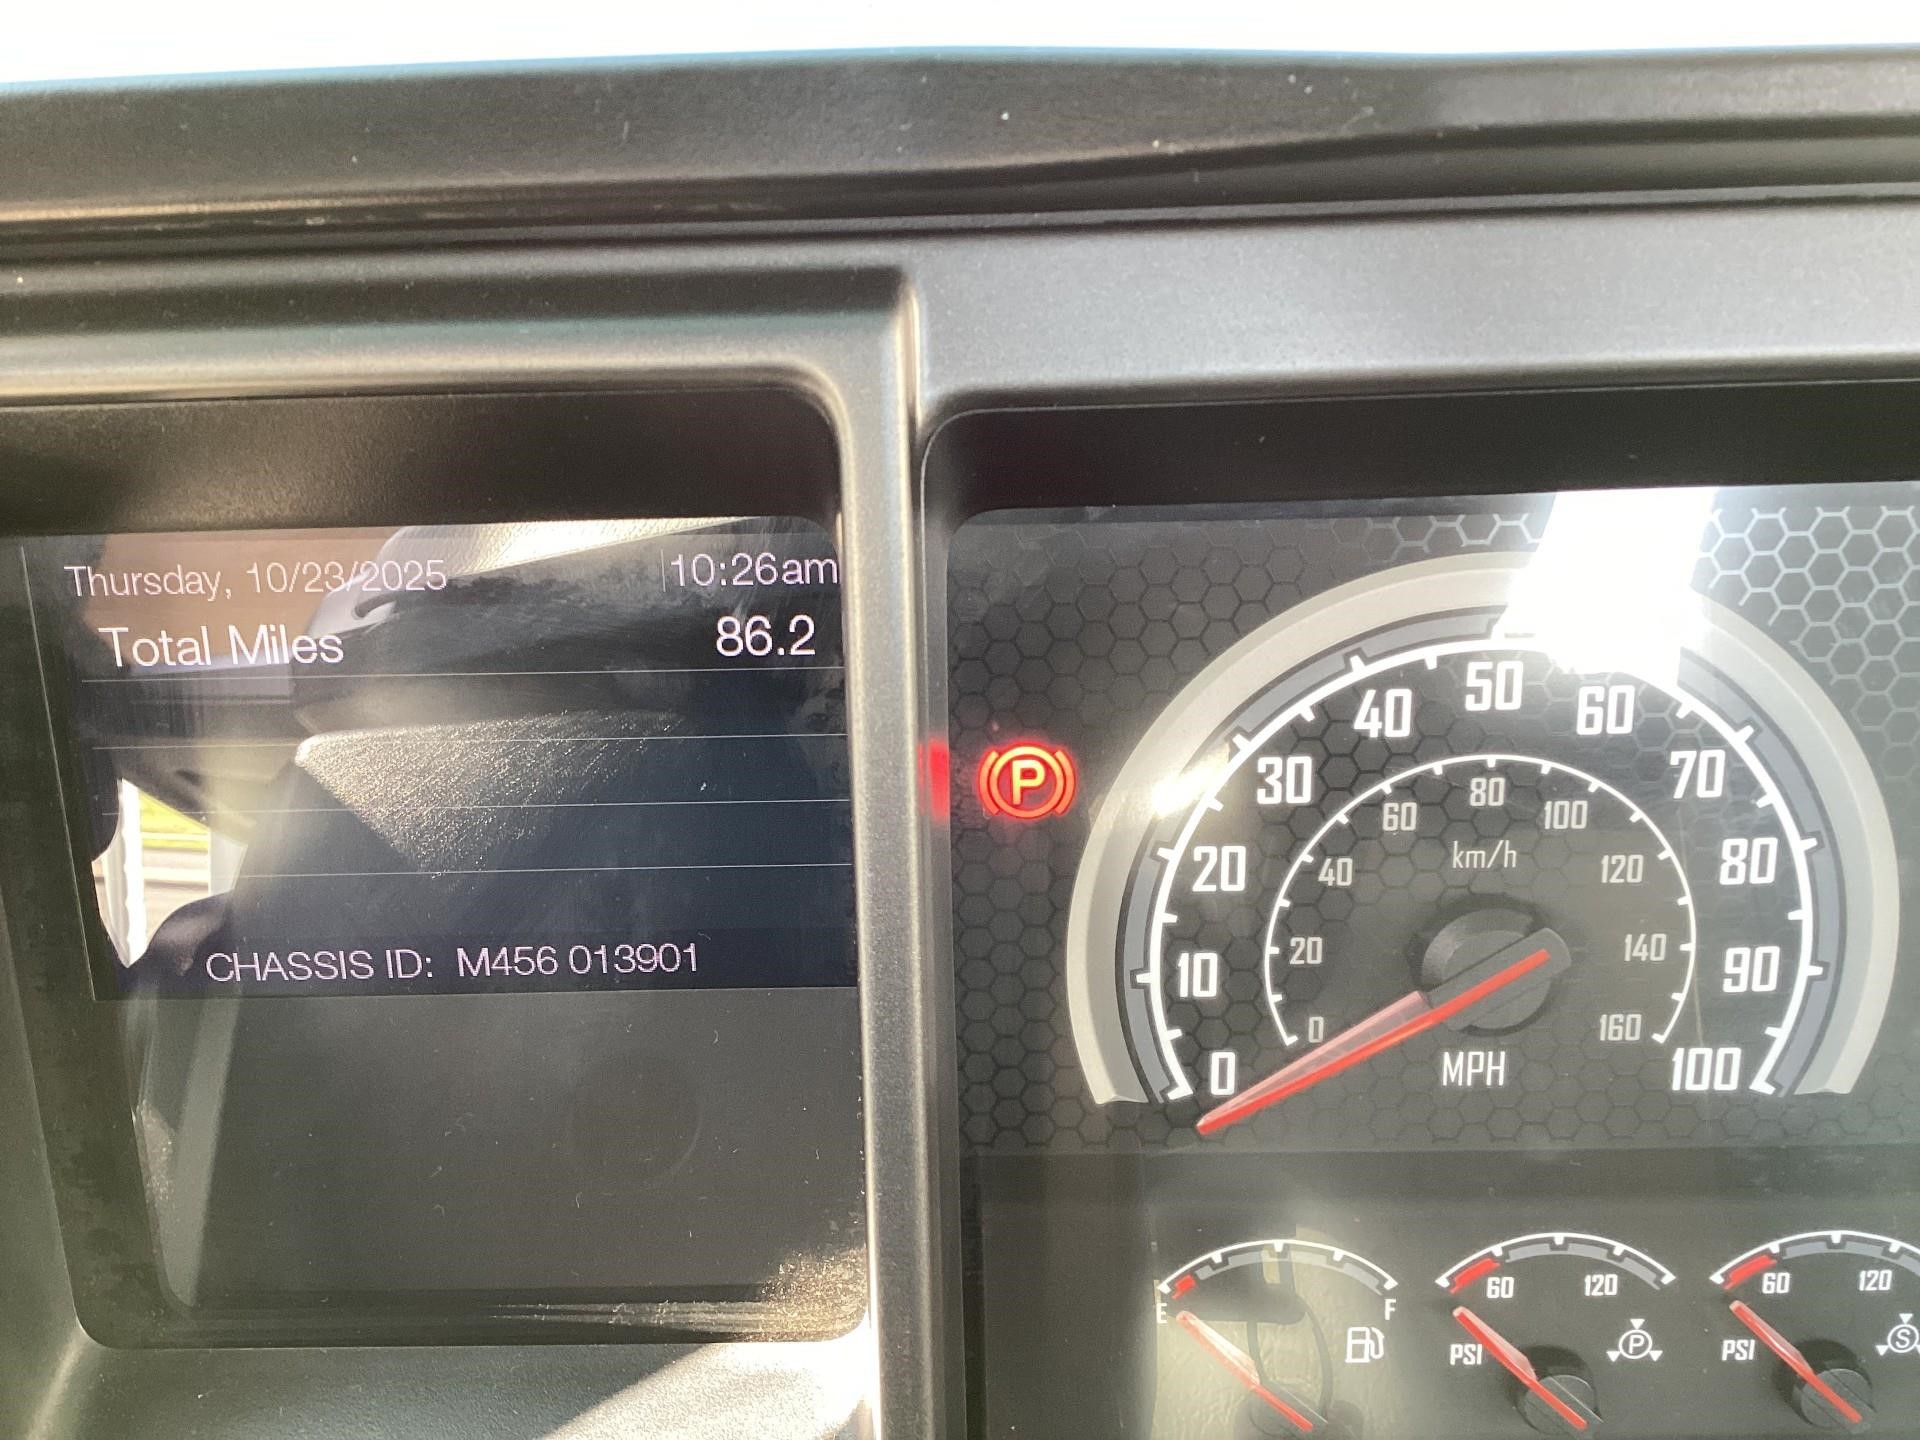 Thursday, 10/23/2025 10:26am
Total Miles 86.2
CHASSIS ID: M456 013901
P
0 10 20 30 40 50 60 70 80 90 100
MPH
0 20 40 60 80 100 120 140 160
km/h
E F
60 120
PSI P
60 120
PSI S